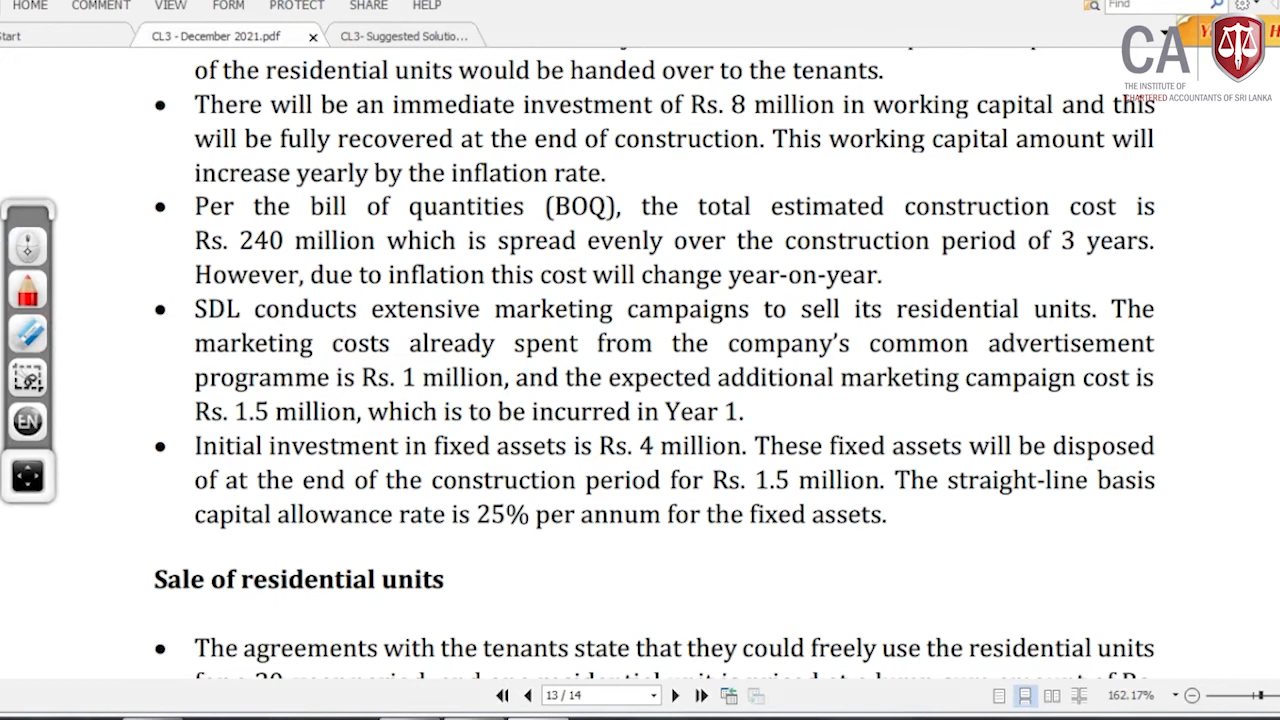 HOME COMMENT VIEW FORM PROTECT SHARE HELP
Find
tart
CL3 - December 2021.pdf x CL3- Suggested Solutio...
CA
THE INSTITUTE OF
CHARTERED ACCOUNTANTS OF SRI LANKA
of the residential units would be handed over to the tenants.
• There will be an immediate investment of Rs. 8 million in working capital and this
will be fully recovered at the end of construction. This working capital amount will
increase yearly by the inflation rate.
• Per the bill of quantities (BOQ), the total estimated construction cost is
Rs. 240 million which is spread evenly over the construction period of 3 years.
However, due to inflation this cost will change year-on-year.
• SDL conducts extensive marketing campaigns to sell its residential units. The
marketing costs already spent from the company's common advertisement
programme is Rs. 1 million, and the expected additional marketing campaign cost is
Rs. 1.5 million, which is to be incurred in Year 1.
• Initial investment in fixed assets is Rs. 4 million. These fixed assets will be disposed
of at the end of the construction period for Rs. 1.5 million. The straight-line basis
capital allowance rate is 25% per annum for the fixed assets.
EN
Sale of residential units
• The agreements with the tenants state that they could freely use the residential units
13 / 14
162.17%